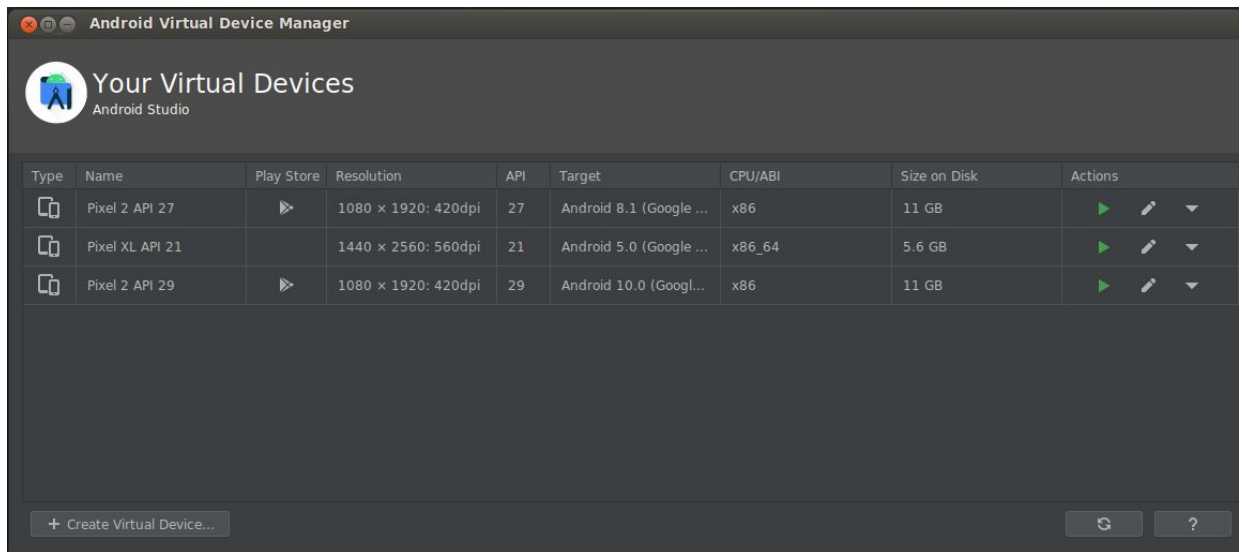 Android Virtual Device Manager
Your Virtual Devices
Android Studio
Type Name Play Store Resolution API Target CPU/ABI Size on Disk Actions
Pixel 2 API 27 1080 × 1920: 420dpi 27 Android 8.1 (Google ... x86 11 GB
Pixel XL API 21 1440 × 2560: 560dpi 21 Android 5.0 (Google ... x86_64 5.6 GB
Pixel 2 API 29 1080 × 1920: 420dpi 29 Android 10.0 (Googl... x86 11 GB
+ Create Virtual Device... ?